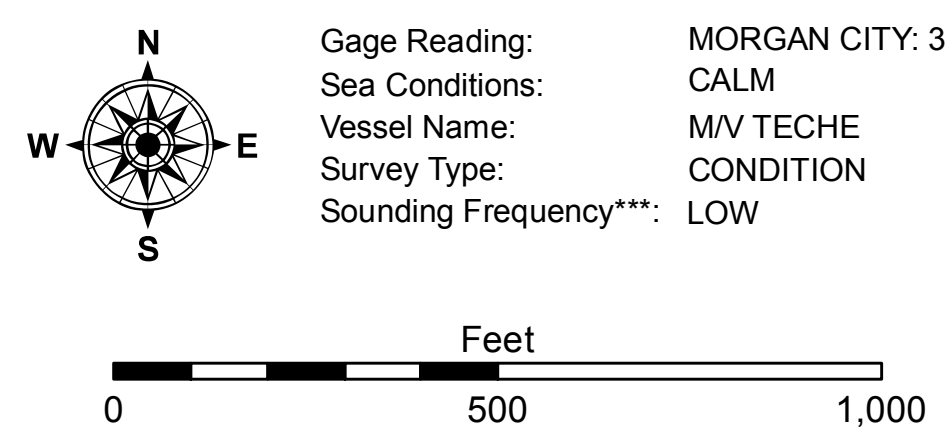 N
W E
S
Gage Reading: MORGAN CITY: 3
Sea Conditions: CALM
Vessel Name: M/V TECHE
Survey Type: CONDITION
Sounding Frequency***: LOW
Feet
0 500 1,000